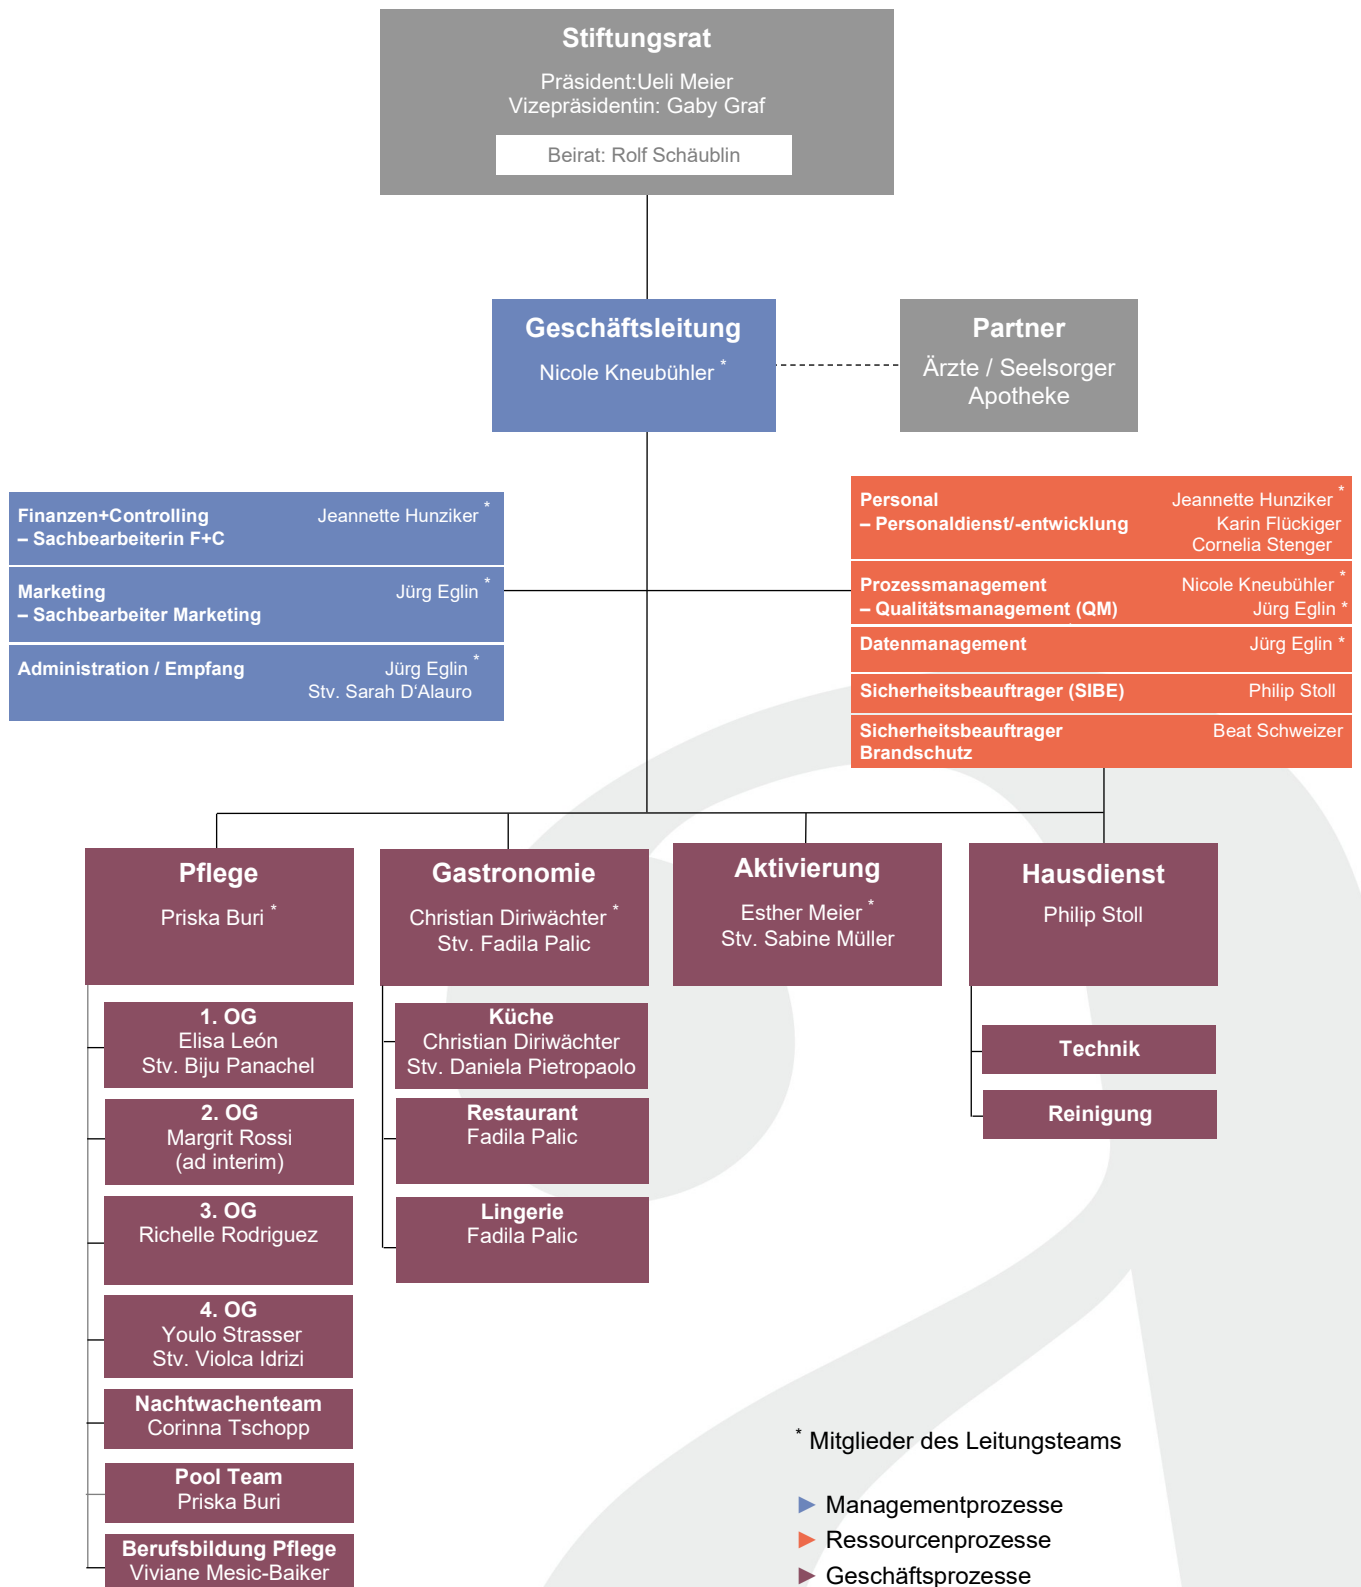 Stiftungsrat
Präsident:Ueli Meier
Vizepräsidentin: Gaby Graf
Beirat: Rolf Schäublin
Geschäftsleitung
Nicole Kneubühler *
Partner
Ärzte / Seelsorger
Apotheke
Finanzen+Controlling Jeannette Hunziker *
– Sachbearbeiterin F+C
Marketing Jürg Eglin *
– Sachbearbeiter Marketing
Administration / Empfang Jürg Eglin *
Stv. Sarah D‘Alauro
Personal Jeannette Hunziker *
– Personaldienst/-entwicklung Karin Flückiger
Cornelia Stenger
Prozessmanagement Nicole Kneubühler *
– Qualitätsmanagement (QM) Jürg Eglin *
Datenmanagement Jürg Eglin *
Sicherheitsbeauftrager (SIBE) Philip Stoll
Sicherheitsbeauftrager Beat Schweizer
Brandschutz
Pflege
Priska Buri *
Gastronomie
Christian Diriwächter *
Stv. Fadila Palic
Aktivierung
Esther Meier *
Stv. Sabine Müller
Hausdienst
Philip Stoll
1. OG
Elisa León
Stv. Biju Panachel
2. OG
Margrit Rossi
(ad interim)
3. OG
Richelle Rodriguez
4. OG
Youlo Strasser
Stv. Violca Idrizi
Nachtwachenteam
Corinna Tschopp
Pool Team
Priska Buri
Berufsbildung Pflege
Viviane Mesic-Baiker
Küche
Christian Diriwächter
Stv. Daniela Pietropaolo
Restaurant
Fadila Palic
Lingerie
Fadila Palic
Technik
Reinigung
* Mitglieder des Leitungsteams
► Managementprozesse
► Ressourcenprozesse
► Geschäftsprozesse